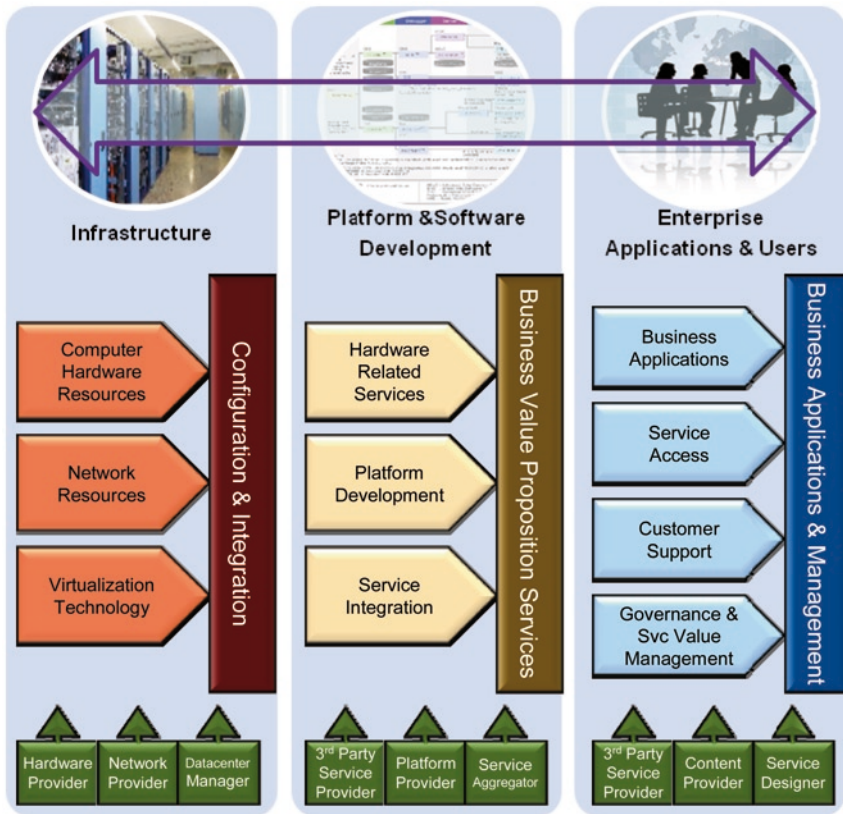 Infrastructure
Configuration & Integration
Computer
Hardware
Resources
Network
Resources
Virtualization
Technology
Hardware
Provider
Network
Provider
Datacenter
Manager
Platform &Software
Development
Business Value Proposition Services
Hardware
Related
Services
Platform
Development
Service
Integration
3rd Party
Service
Provider
Platform
Provider
Service
Aggregator
Enterprise
Applications & Users
Business Applications & Management
Business
Applications
Service
Access
Customer
Support
Governance &
Svc Value
Management
3rd Party
Service
Provider
Content
Provider
Service
Designer